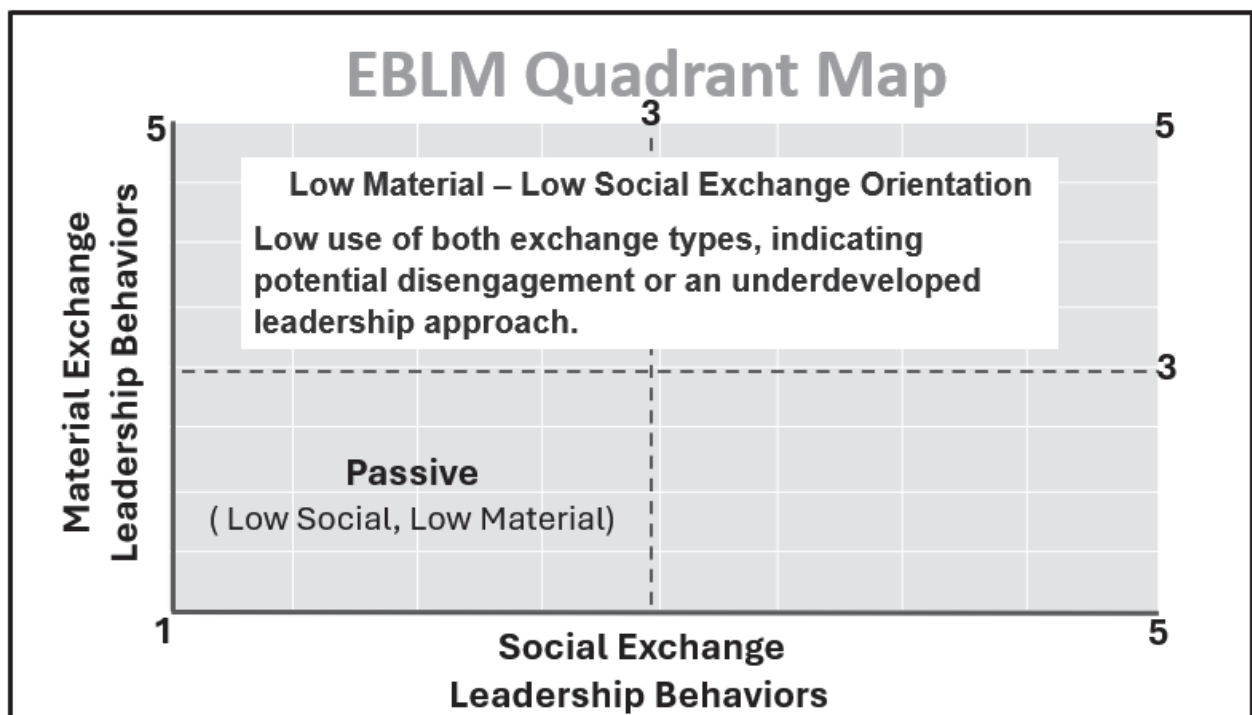 EBLM Quadrant Map
5
3
5
Low Material – Low Social Exchange Orientation
Low use of both exchange types, indicating
potential disengagement or an underdeveloped
leadership approach.
Material Exchange
Leadership Behaviors
3
Passive
( Low Social, Low Material)
1
5
Social Exchange
Leadership Behaviors